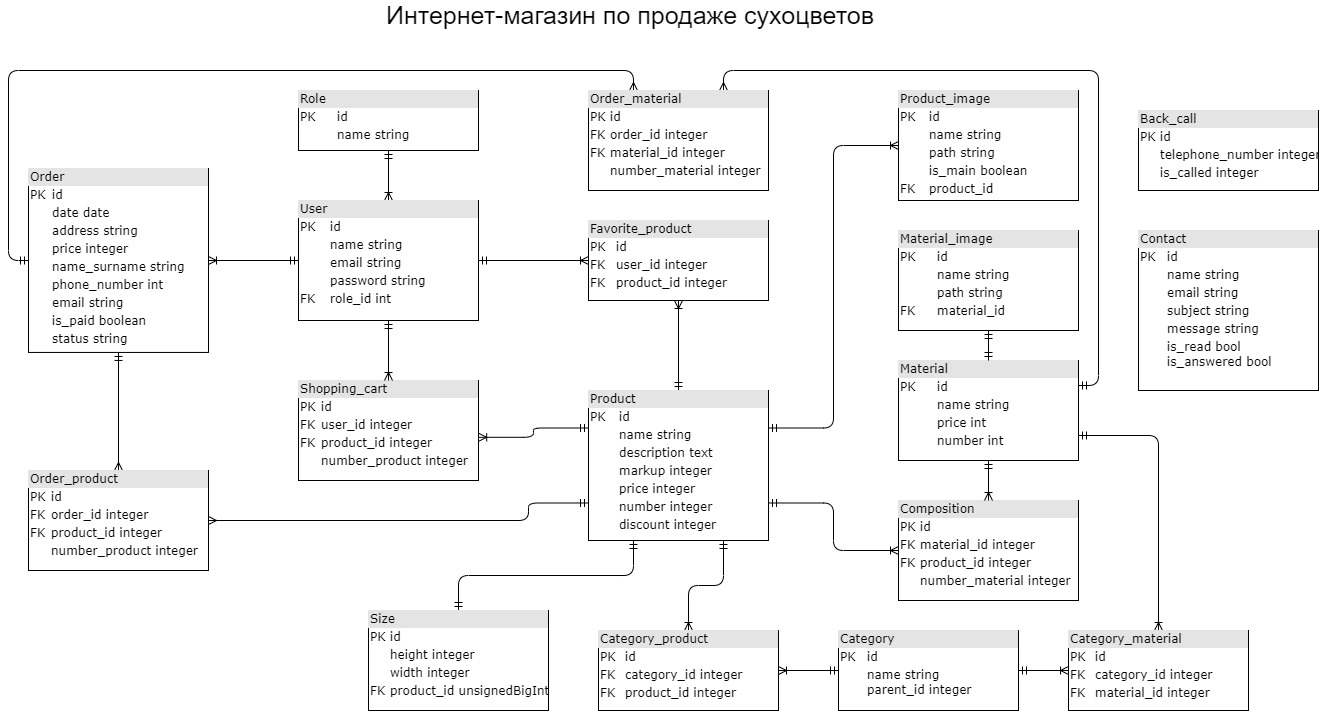 Интернет-магазин по продаже сухоцветов
Role
PK id
name string
Order_material
PK id
FK order_id integer
FK material_id integer
number_material integer
Product_image
PK id
name string
path string
is_main boolean
FK product_id
Back_call
PK id
telephone_number integer
is_called integer
Order
PK id
date date
address string
price integer
name_surname string
phone_number int
email string
is_paid boolean
status string
User
PK id
name string
email string
password string
FK role_id int
Favorite_product
PK id
FK user_id integer
FK product_id integer
Material_image
PK id
name string
path string
FK material_id
Contact
PK id
name string
email string
subject string
message string
is_read bool
is_answered bool
Shopping_cart
PK id
FK user_id integer
FK product_id integer
number_product integer
Product
PK id
name string
description text
markup integer
price integer
number integer
discount integer
Material
PK id
name string
price int
number int
Order_product
PK id
FK order_id integer
FK product_id integer
number_product integer
Composition
PK id
FK material_id integer
FK product_id integer
number_material integer
Size
PK id
height integer
width integer
FK product_id unsignedBigInt
Category_product
PK id
FK category_id integer
FK product_id integer
Category
PK id
name string
parent_id integer
Category_material
PK id
FK category_id integer
FK material_id integer